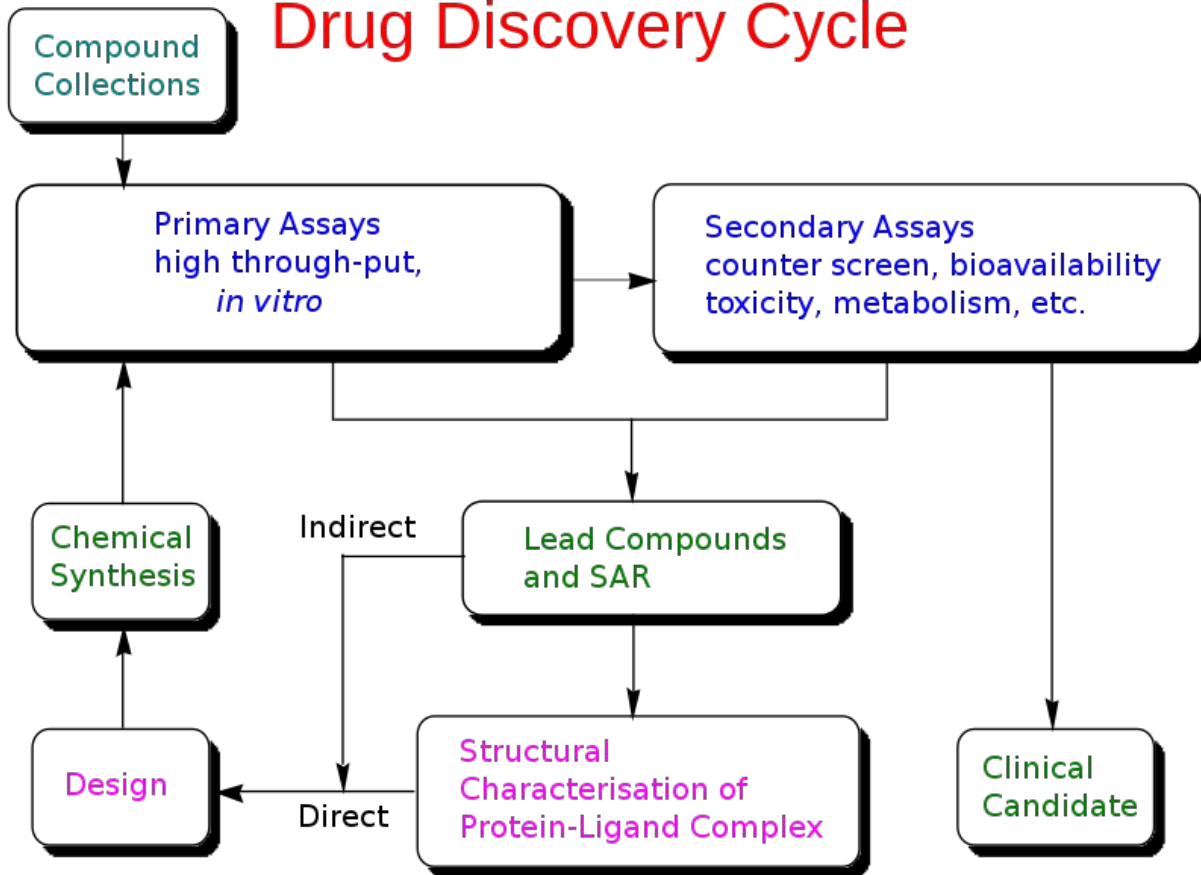 Drug Discovery Cycle
Compound
Collections
Primary Assays
high through-put,
in vitro
Secondary Assays
counter screen, bioavailability
toxicity, metabolism, etc.
Chemical
Synthesis
Indirect
Lead Compounds
and SAR
Design
Direct
Structural
Characterisation of
Protein-Ligand Complex
Clinical
Candidate